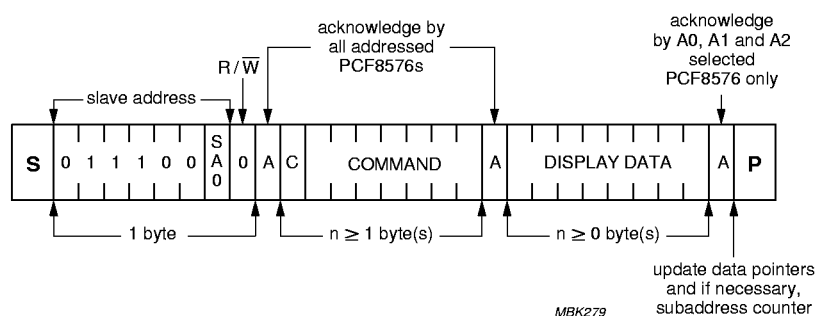 acknowledge by
all addressed
PCF8576s
acknowledge
by A0, A1 and A2
selected
PCF8576 only
R / W
slave address
S 0 1 1 1 0 0 SA0 0 A C COMMAND A DISPLAY DATA A P
1 byte
n ≥ 1 byte(s)
n ≥ 0 byte(s)
update data pointers
and if necessary,
subaddress counter
MBK279